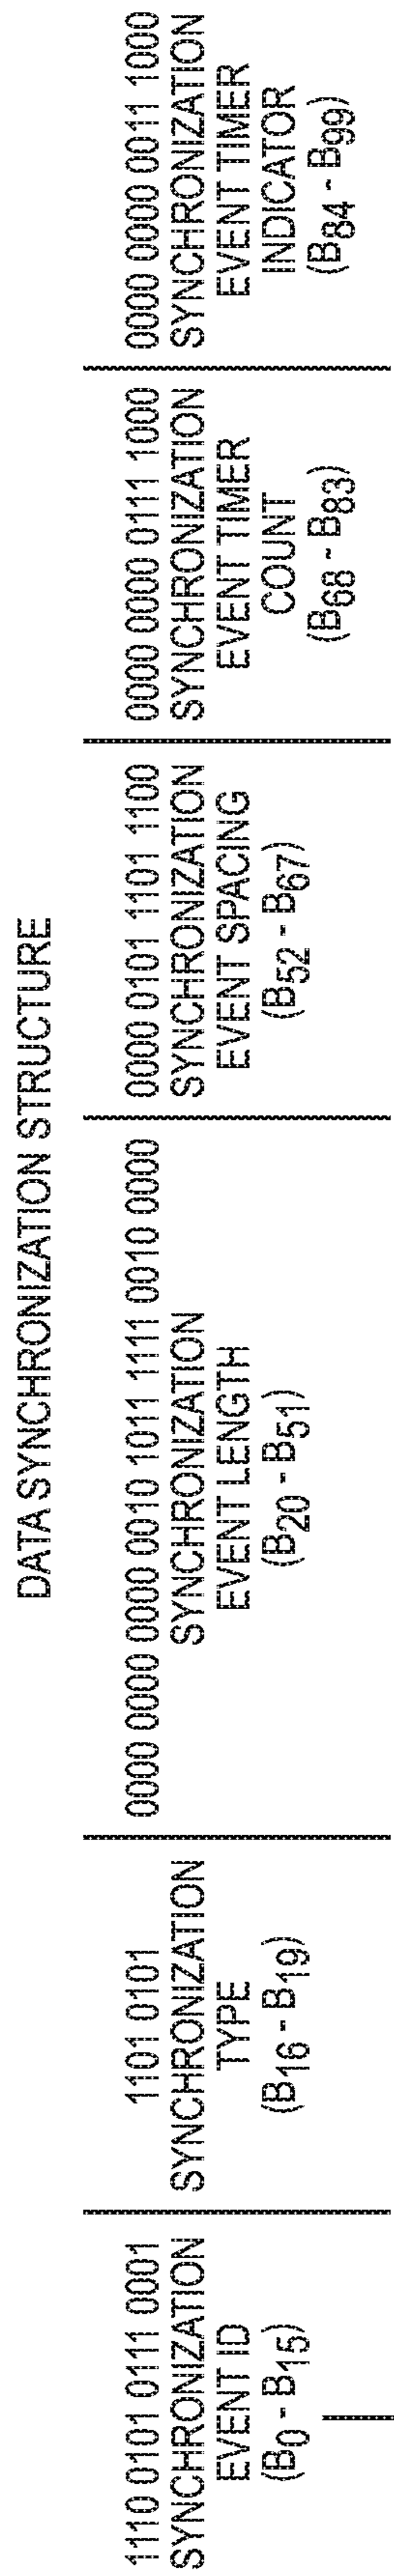 DATA SYNCHRONIZATION STRUCTURE
1110 0101 0111 0001
SYNCHRONIZATION
EVENT ID
(B0 - B15)
1101 0101
SYNCHRONIZATION
TYPE
(B16 - B19)
0000 0000 0000 0010 1011 1111 0010 0000
SYNCHRONIZATION
EVENT LENGTH
(B20 - B51)
0000 0101 1101 1100
SYNCHRONIZATION
EVENT SPACING
(B52 - B67)
0000 0000 0111 1000
SYNCHRONIZATION
EVENT TIMER
COUNT
(B68 - B83)
0000 0000 0011 1000
SYNCHRONIZATION
EVENT TIMER
INDICATOR
(B84 - B99)